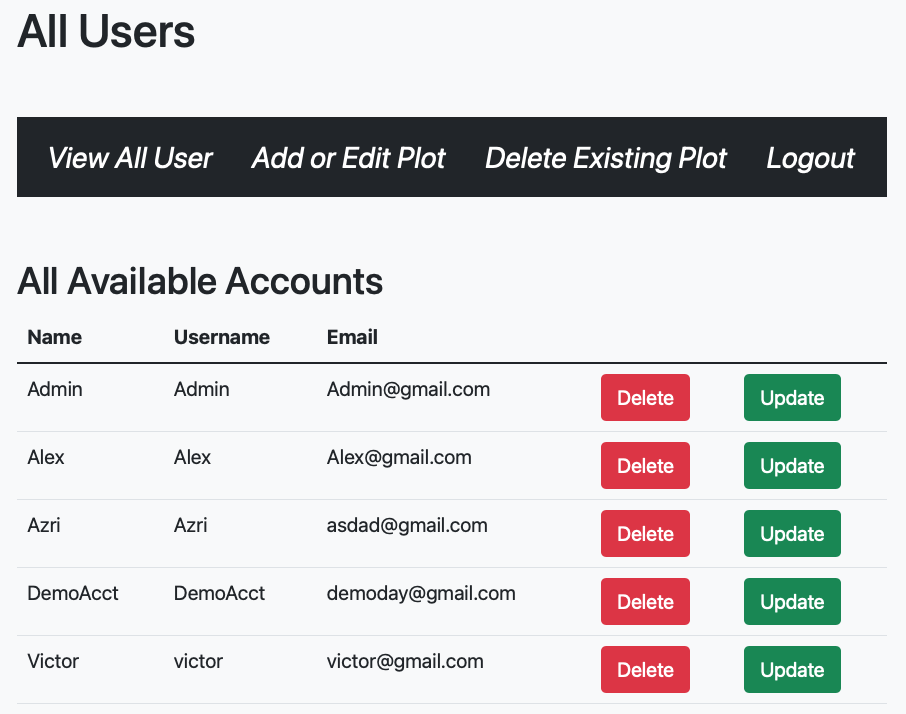 All Users
View All User Add or Edit Plot Delete Existing Plot Logout
All Available Accounts
Name Username Email
Admin Admin Admin@gmail.com Delete Update
Alex Alex Alex@gmail.com Delete Update
Azri Azri asdad@gmail.com Delete Update
DemoAcct DemoAcct demoday@gmail.com Delete Update
Victor victor victor@gmail.com Delete Update